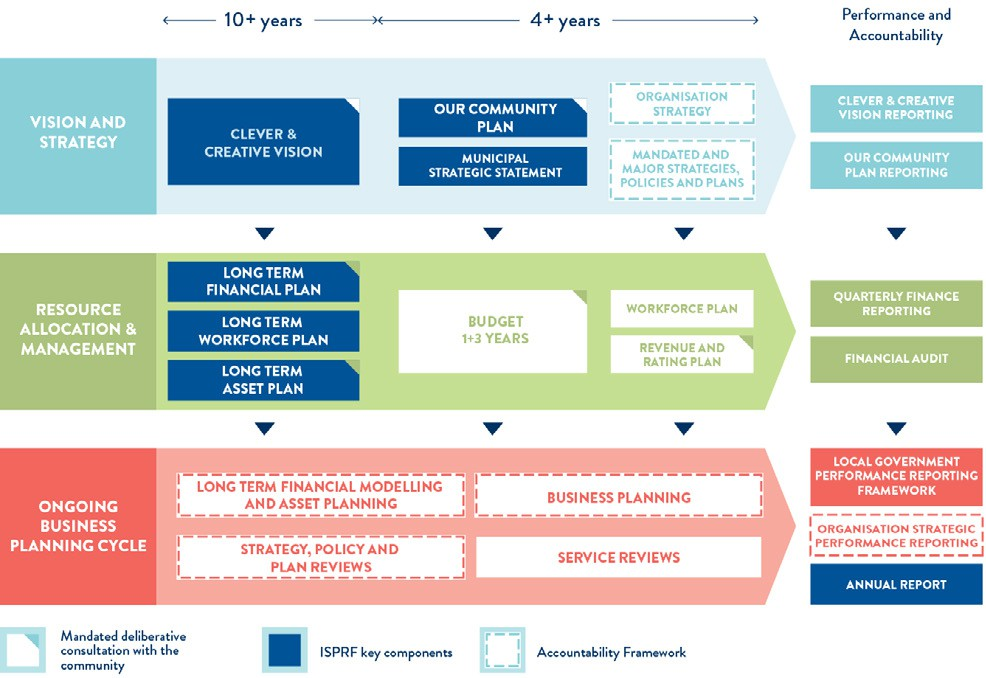 10+ years
4+ years
Performance and
Accountability
VISION AND
STRATEGY
CLEVER &
CREATIVE VISION
OUR COMMUNITY
PLAN
MUNICIPAL
STRATEGIC STATEMENT
ORGANISATION
STRATEGY
MANDATED AND
MAJOR STRATEGIES,
POLICIES AND PLANS
CLEVER & CREATIVE
VISION REPORTING
OUR COMMUNITY
PLAN REPORTING
RESOURCE
ALLOCATION &
MANAGEMENT
LONG TERM
FINANCIAL PLAN
LONG TERM
WORKFORCE PLAN
LONG TERM
ASSET PLAN
BUDGET
1+3 YEARS
WORKFORCE PLAN
REVENUE AND
RATING PLAN
QUARTERLY FINANCE
REPORTING
FINANCIAL AUDIT
ONGOING
BUSINESS
PLANNING CYCLE
LONG TERM FINANCIAL MODELLING
AND ASSET PLANNING
BUSINESS PLANNING
STRATEGY, POLICY AND
PLAN REVIEWS
SERVICE REVIEWS
LOCAL GOVERNMENT
PERFORMANCE REPORTING
FRAMEWORK
ORGANISATION STRATEGIC
PERFORMANCE REPORTING
ANNUAL REPORT
Mandated deliberative
consultation with the
community
ISPRF key components
Accountability Framework